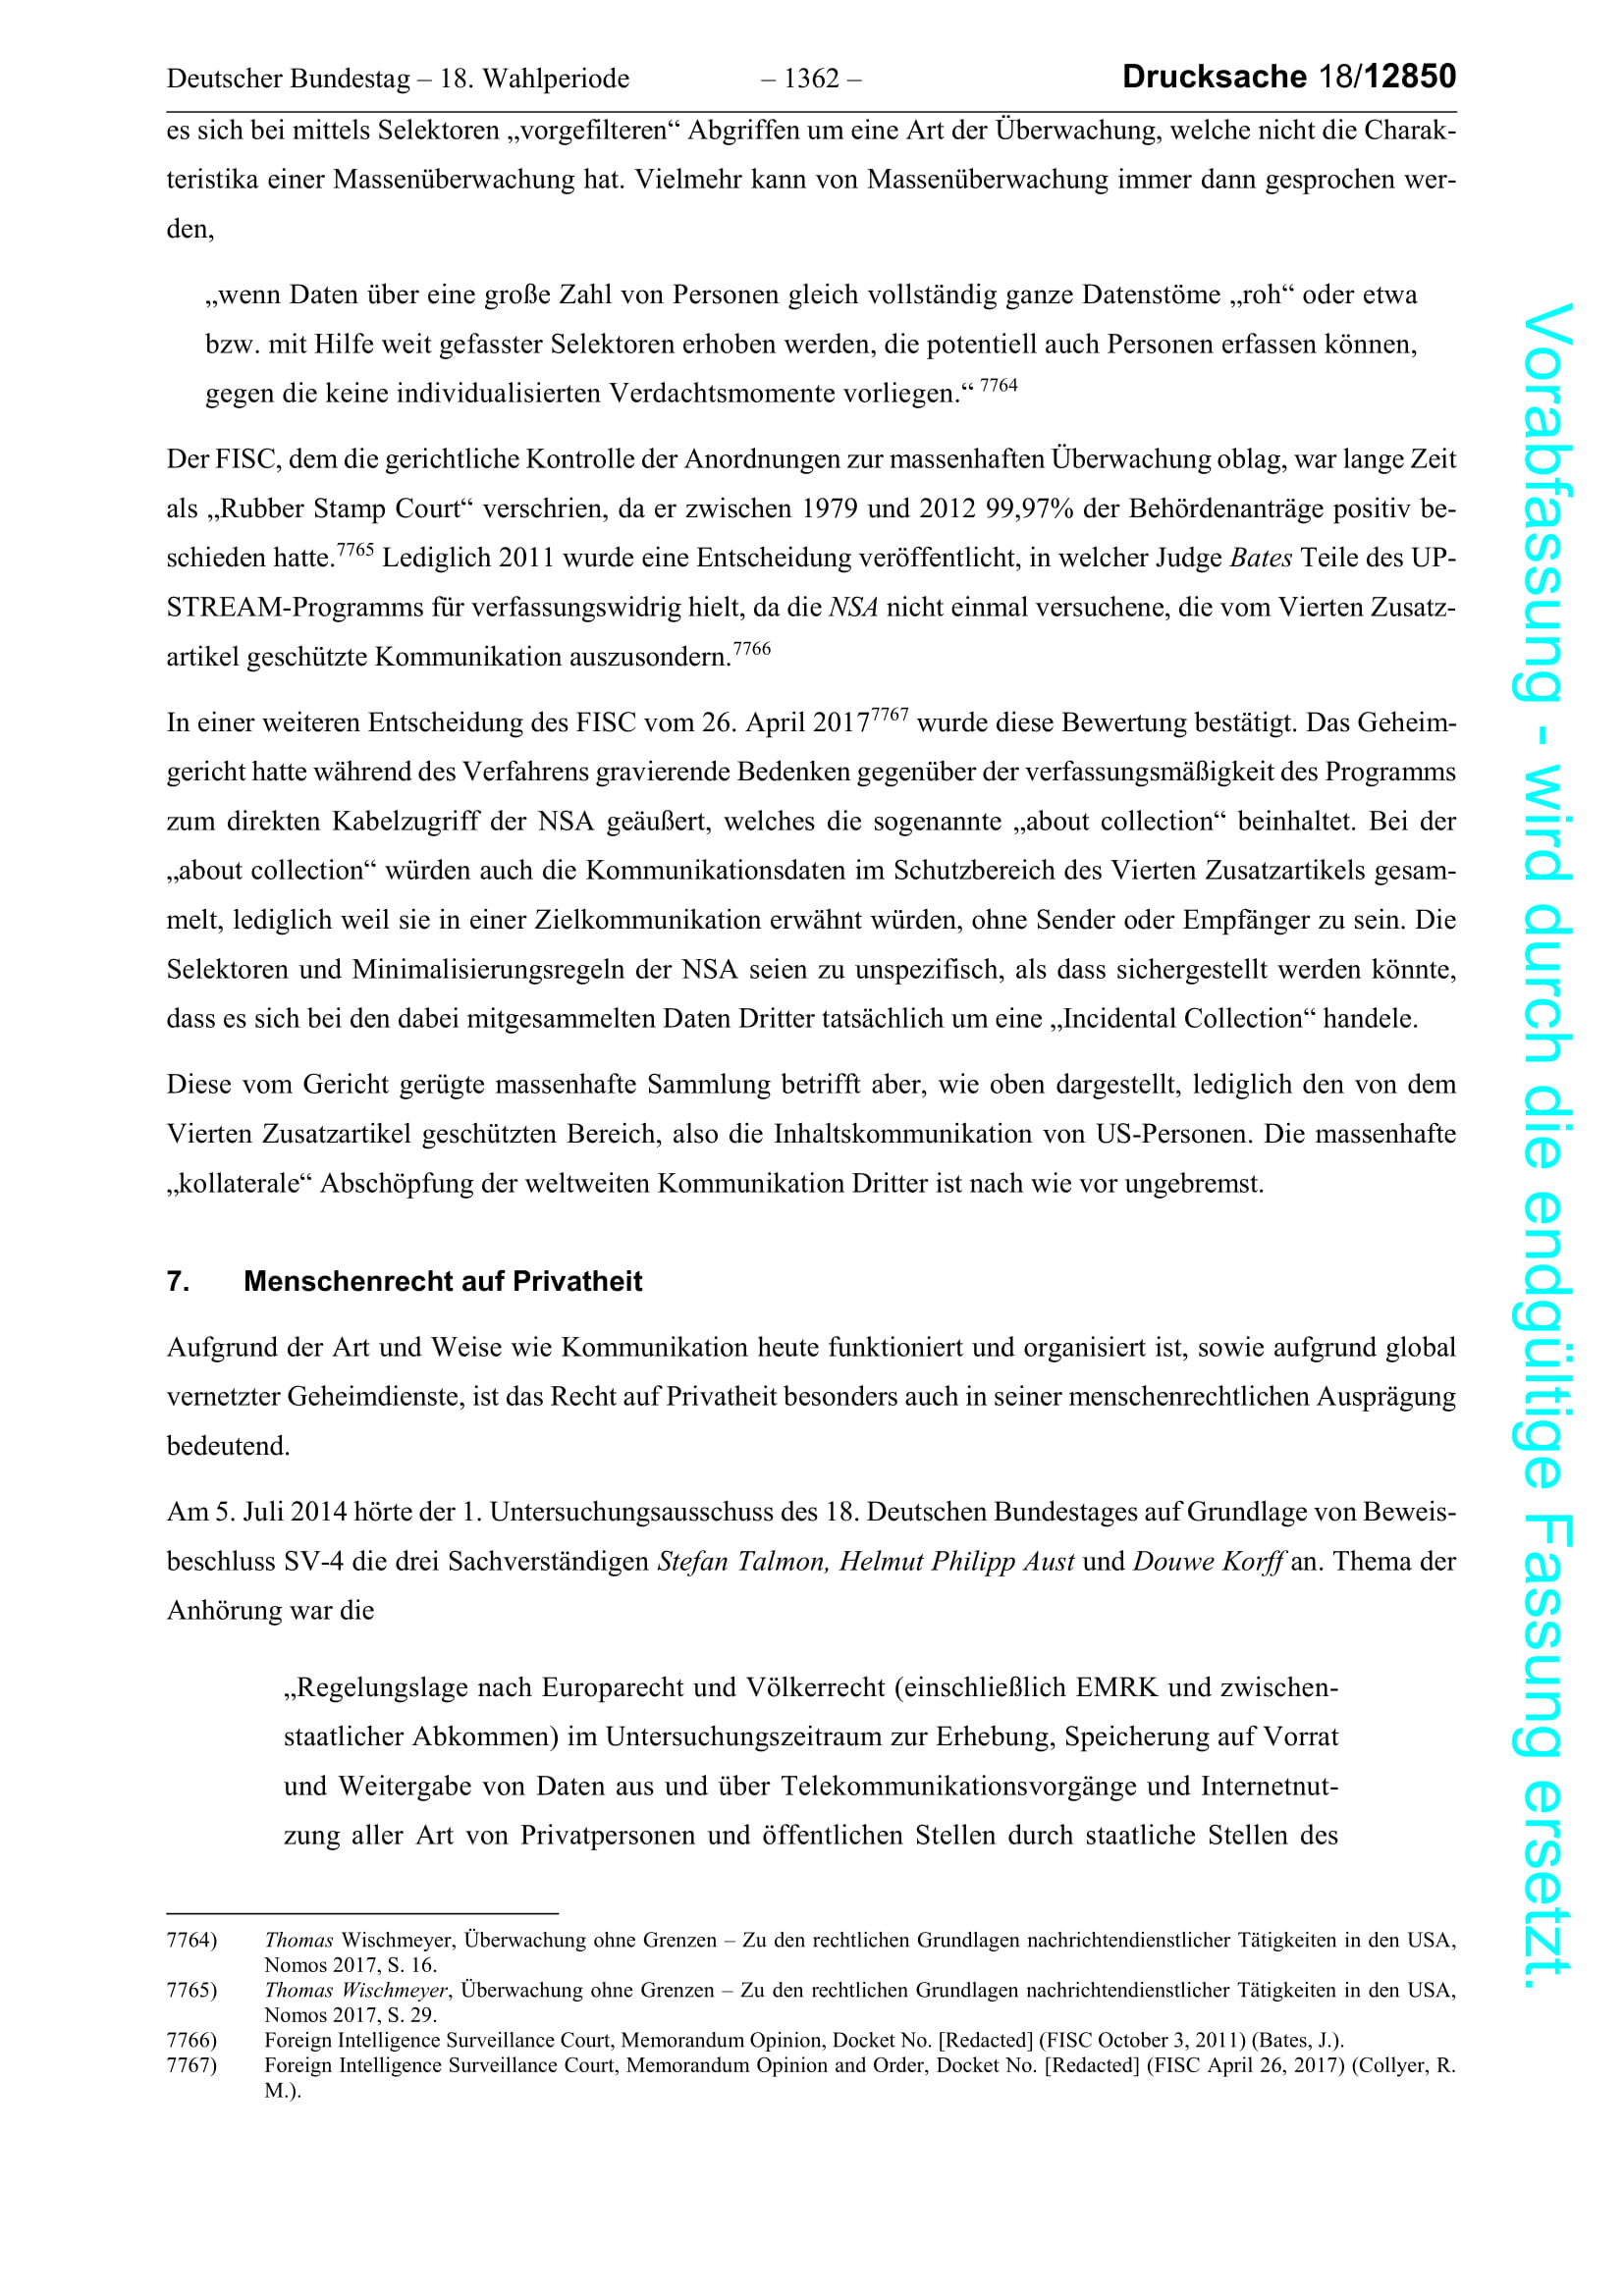 Deutscher Bundestag – 18. Wahlperiode – 1362 – Drucksache 18/12850
es sich bei mittels Selektoren „vorgefilteren“ Abgriffen um eine Art der Überwachung, welche nicht die Charak-
teristika einer Massenüberwachung hat. Vielmehr kann von Massenüberwachung immer dann gesprochen wer-
den,
„wenn Daten über eine große Zahl von Personen gleich vollständig ganze Datenstöme „roh“ oder etwa
bzw. mit Hilfe weit gefasster Selektoren erhoben werden, die potentiell auch Personen erfassen können,
gegen die keine individualisierten Verdachtsmomente vorliegen.“ 7764
Der FISC, dem die gerichtliche Kontrolle der Anordnungen zur massenhaften Überwachung oblag, war lange Zeit
als „Rubber Stamp Court“ verschrien, da er zwischen 1979 und 2012 99,97% der Behördenanträge positiv be-
schieden hatte.7765 Lediglich 2011 wurde eine Entscheidung veröffentlicht, in welcher Judge Bates Teile des UP-
STREAM-Programms für verfassungswidrig hielt, da die NSA nicht einmal versuchene, die vom Vierten Zusatz-
artikel geschützte Kommunikation auszusondern.7766
In einer weiteren Entscheidung des FISC vom 26. April 20177767 wurde diese Bewertung bestätigt. Das Geheim-
gericht hatte während des Verfahrens gravierende Bedenken gegenüber der verfassungsmäßigkeit des Programms
zum direkten Kabelzugriff der NSA geäußert, welches die sogenannte „about collection“ beinhaltet. Bei der
„about collection“ würden auch die Kommunikationsdaten im Schutzbereich des Vierten Zusatzartikels gesam-
melt, lediglich weil sie in einer Zielkommunikation erwähnt würden, ohne Sender oder Empfänger zu sein. Die
Selektoren und Minimalisierungsregeln der NSA seien zu unspezifisch, als dass sichergestellt werden könnte,
dass es sich bei den dabei mitgesammelten Daten Dritter tatsächlich um eine „Incidental Collection“ handele.
Diese vom Gericht gerügte massenhafte Sammlung betrifft aber, wie oben dargestellt, lediglich den von dem
Vierten Zusatzartikel geschützten Bereich, also die Inhaltskommunikation von US-Personen. Die massenhafte
„kollaterale“ Abschöpfung der weltweiten Kommunikation Dritter ist nach wie vor ungebremst.
7. Menschenrecht auf Privatheit
Aufgrund der Art und Weise wie Kommunikation heute funktioniert und organisiert ist, sowie aufgrund global
vernetzter Geheimdienste, ist das Recht auf Privatheit besonders auch in seiner menschenrechtlichen Ausprägung
bedeutend.
Am 5. Juli 2014 hörte der 1. Untersuchungsausschuss des 18. Deutschen Bundestages auf Grundlage von Beweis-
beschluss SV-4 die drei Sachverständigen Stefan Talmon, Helmut Philipp Aust und Douwe Korff an. Thema der
Anhörung war die
„Regelungslage nach Europarecht und Völkerrecht (einschließlich EMRK und zwischen-
staatlicher Abkommen) im Untersuchungszeitraum zur Erhebung, Speicherung auf Vorrat
und Weitergabe von Daten aus und über Telekommunikationsvorgänge und Internetnut-
zung aller Art von Privatpersonen und öffentlichen Stellen durch staatliche Stellen des
7764) Thomas Wischmeyer, Überwachung ohne Grenzen – Zu den rechtlichen Grundlagen nachrichtendienstlicher Tätigkeiten in den USA,
Nomos 2017, S. 16.
7765) Thomas Wischmeyer, Überwachung ohne Grenzen – Zu den rechtlichen Grundlagen nachrichtendienstlicher Tätigkeiten in den USA,
Nomos 2017, S. 29.
7766) Foreign Intelligence Surveillance Court, Memorandum Opinion, Docket No. [Redacted] (FISC October 3, 2011) (Bates, J.).
7767) Foreign Intelligence Surveillance Court, Memorandum Opinion and Order, Docket No. [Redacted] (FISC April 26, 2017) (Collyer, R.
M.).
Vorabfassung - wird durch die endgültige Fassung ersetzt.